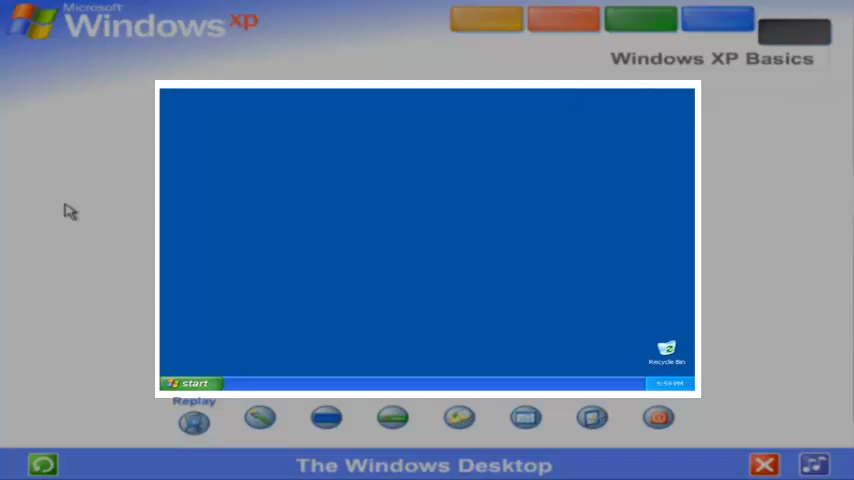 Microsoft
Windows xp
Windows XP Basics
Recycle Bin
start
5:59 PM
Replay
The Windows Desktop